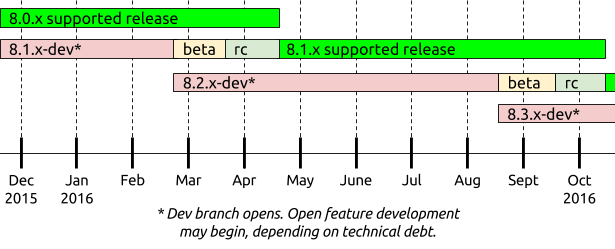 8.0.x supported release
8.1.x-dev* beta rc 8.1.x supported release
8.2.x-dev* beta rc
8.3.x-dev*
Dec Jan Feb Mar Apr May June Jul Aug Sept Oct
2015 2016 2016
* Dev branch opens. Open feature development
may begin, depending on technical debt.